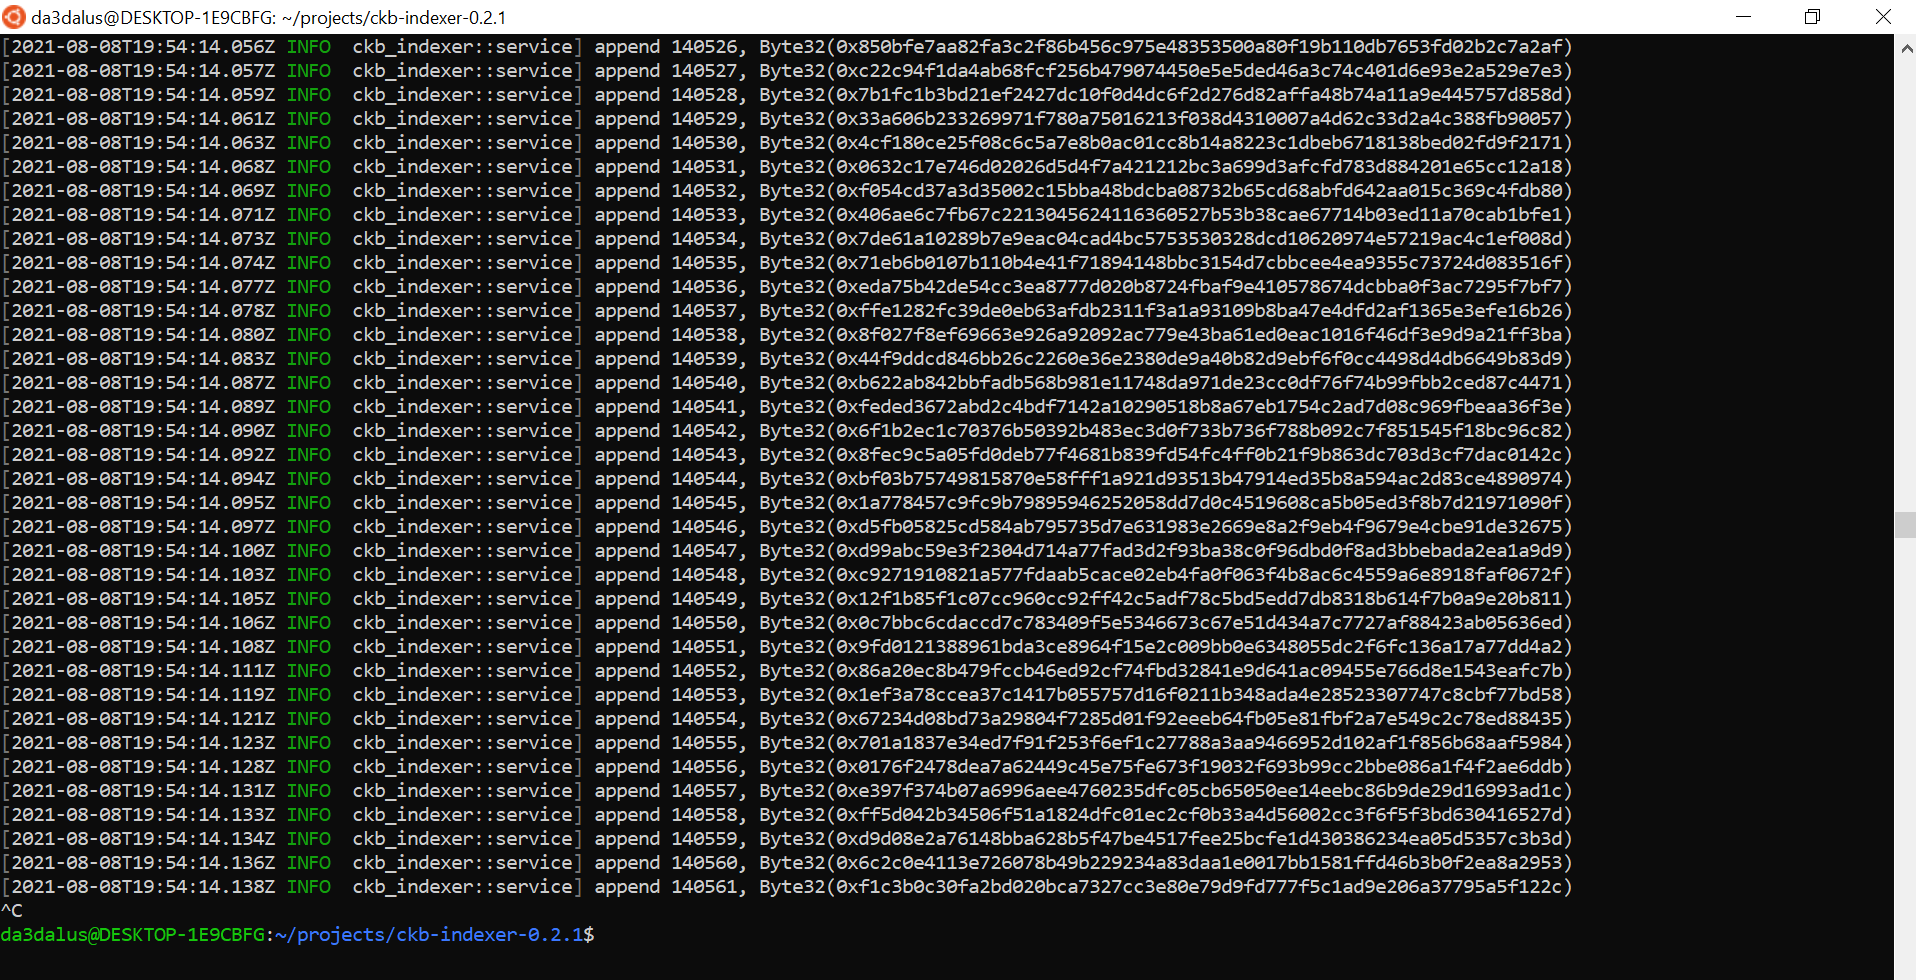 da3dalus@DESKTOP-1E9CBFG: ~/projects/ckb-indexer-0.2.1
[2021-08-08T19:54:14.056Z INFO  ckb_indexer::service] append 140526, Byte32(0x850bfe7aa82fa3c2f86b456c975e48353500a80f19b110db7653fd02b2c7a2af)
[2021-08-08T19:54:14.057Z INFO  ckb_indexer::service] append 140527, Byte32(0xc22c94f1da4ab68fcf256b479074450e5e5ded46a3c74c401d6e93e2a529e7e3)
[2021-08-08T19:54:14.059Z INFO  ckb_indexer::service] append 140528, Byte32(0x7b1fc1b3bd21ef2427dc10f0d4dc6f2d276d82affa48b74a11a9e445757d858d)
[2021-08-08T19:54:14.061Z INFO  ckb_indexer::service] append 140529, Byte32(0x33a606b233269971f780a75016213f038d4310007a4d62c33d2a4c388fb90057)
[2021-08-08T19:54:14.063Z INFO  ckb_indexer::service] append 140530, Byte32(0x4cf180ce25f08c6c5a7e8b0ac01cc8b14a8223c1dbeb6718138bed02fd9f2171)
[2021-08-08T19:54:14.068Z INFO  ckb_indexer::service] append 140531, Byte32(0x0632c17e746d02026d5d4f7a421212bc3a699d3afcfd783d884201e65cc12a18)
[2021-08-08T19:54:14.069Z INFO  ckb_indexer::service] append 140532, Byte32(0xf054cd37a3d35002c15bba48bdcba08732b65cd68abfd642aa015c369c4fdb80)
[2021-08-08T19:54:14.071Z INFO  ckb_indexer::service] append 140533, Byte32(0x406ae6c7fb67c2213045624116360527b53b38cae67714b03ed11a70cab1bfe1)
[2021-08-08T19:54:14.073Z INFO  ckb_indexer::service] append 140534, Byte32(0x7de61a10289b7e9eac04cad4bc5753530328dcd10620974e57219ac4c1ef008d)
[2021-08-08T19:54:14.074Z INFO  ckb_indexer::service] append 140535, Byte32(0x71eb6b0107b110b4e41f71894148bbc3154d7cbbcee4ea9355c73724d083516f)
[2021-08-08T19:54:14.077Z INFO  ckb_indexer::service] append 140536, Byte32(0xeda75b42de54cc3ea8777d020b8724fbaf9e410578674dcbba0f3ac7295f7bf7)
[2021-08-08T19:54:14.078Z INFO  ckb_indexer::service] append 140537, Byte32(0xffe1282fc39de0eb63afdb2311f3a1a93109b8ba47e4dfd2af1365e3efe16b26)
[2021-08-08T19:54:14.080Z INFO  ckb_indexer::service] append 140538, Byte32(0x8f027f8ef69663e926a92092ac779e43ba61ed0eac1016f46df3e9d9a21ff3ba)
[2021-08-08T19:54:14.083Z INFO  ckb_indexer::service] append 140539, Byte32(0x44f9ddcd846bb26c2260e36e2380de9a40b82d9ebf6f0cc4498d4db6649b83d9)
[2021-08-08T19:54:14.087Z INFO  ckb_indexer::service] append 140540, Byte32(0xb622ab842bbfadb568b981e11748da971de23cc0df76f74b99fbb2ced87c4471)
[2021-08-08T19:54:14.089Z INFO  ckb_indexer::service] append 140541, Byte32(0xfeded3672abd2c4bdf7142a10290518b8a67eb1754c2ad7d08c969fbeaa36f3e)
[2021-08-08T19:54:14.090Z INFO  ckb_indexer::service] append 140542, Byte32(0x6f1b2ec1c70376b50392b483ec3d0f733b736f788b092c7f851545f18bc96c82)
[2021-08-08T19:54:14.092Z INFO  ckb_indexer::service] append 140543, Byte32(0x8fec9c5a05fd0deb77f4681b839fd54fc4ff0b21f9b863dc703d3cf7dac0142c)
[2021-08-08T19:54:14.094Z INFO  ckb_indexer::service] append 140544, Byte32(0xbf03b75749815870e58fff1a921d93513b47914ed35b8a594ac2d83ce4890974)
[2021-08-08T19:54:14.095Z INFO  ckb_indexer::service] append 140545, Byte32(0x1a778457c9fc9b79895946252058dd7d0c4519608ca5b05ed3f8b7d21971090f)
[2021-08-08T19:54:14.097Z INFO  ckb_indexer::service] append 140546, Byte32(0xd5fb05825cd584ab795735d7e631983e2669e8a2f9eb4f9679e4cbe91de32675)
[2021-08-08T19:54:14.100Z INFO  ckb_indexer::service] append 140547, Byte32(0xd99abc59e3f2304d714a77fad3d2f93ba38c0f96dbd0f8ad3bbebada2ea1a9d9)
[2021-08-08T19:54:14.103Z INFO  ckb_indexer::service] append 140548, Byte32(0xc9271910821a577fdaab5cace02eb4fa0f063f4b8ac6c4559a6e8918faf0672f)
[2021-08-08T19:54:14.105Z INFO  ckb_indexer::service] append 140549, Byte32(0x12f1b85f1c07cc960cc92ff42c5adf78c5bd5edd7db8318b614f7b0a9e20b811)
[2021-08-08T19:54:14.106Z INFO  ckb_indexer::service] append 140550, Byte32(0x0c7bbc6cdaccd7c783409f5e5346673c67e51d434a7c7727af88423ab05636ed)
[2021-08-08T19:54:14.108Z INFO  ckb_indexer::service] append 140551, Byte32(0x9fd0121388961bda3ce8964f15e2c009bb0e6348055dc2f6fc136a17a77dd4a2)
[2021-08-08T19:54:14.111Z INFO  ckb_indexer::service] append 140552, Byte32(0x86a20ec8b479fccb46ed92cf74fbd32841e9d641ac09455e766d8e1543eafc7b)
[2021-08-08T19:54:14.119Z INFO  ckb_indexer::service] append 140553, Byte32(0x1ef3a78ccea37c1417b055757d16f0211b348ada4e28523307747c8cbf77bd58)
[2021-08-08T19:54:14.121Z INFO  ckb_indexer::service] append 140554, Byte32(0x67234d08bd73a29804f7285d01f92eeeb64fb05e81fbf2a7e549c2c78ed88435)
[2021-08-08T19:54:14.123Z INFO  ckb_indexer::service] append 140555, Byte32(0x701a1837e34ed7f91f253f6ef1c27788a3aa9466952d102af1f856b68aaf5984)
[2021-08-08T19:54:14.128Z INFO  ckb_indexer::service] append 140556, Byte32(0x0176f2478dea7a62449c45e75fe673f19032f693b99cc2bbe086a1f4f2ae6ddb)
[2021-08-08T19:54:14.131Z INFO  ckb_indexer::service] append 140557, Byte32(0xe397f374b07a6996aee4760235dfc05cb65050ee14eebc86b9de29d16993ad1c)
[2021-08-08T19:54:14.133Z INFO  ckb_indexer::service] append 140558, Byte32(0xff5d042b34506f51a1824dfc01ec2cf0b33a4d56002cc3f6f5f3bd630416527d)
[2021-08-08T19:54:14.134Z INFO  ckb_indexer::service] append 140559, Byte32(0xd9d08e2a76148bba628b5f47be4517fee25bcfe1d430386234ea05d5357c3b3d)
[2021-08-08T19:54:14.136Z INFO  ckb_indexer::service] append 140560, Byte32(0x6c2c0e4113e726078b49b229234a83daa1e0017bb1581ffd46b3b0f2ea8a2953)
[2021-08-08T19:54:14.138Z INFO  ckb_indexer::service] append 140561, Byte32(0xf1c3b0c30fa2bd020bca7327cc3e80e79d9fd777f5c1ad9e206a37795a5f122c)
^C
da3dalus@DESKTOP-1E9CBFG:~/projects/ckb-indexer-0.2.1$